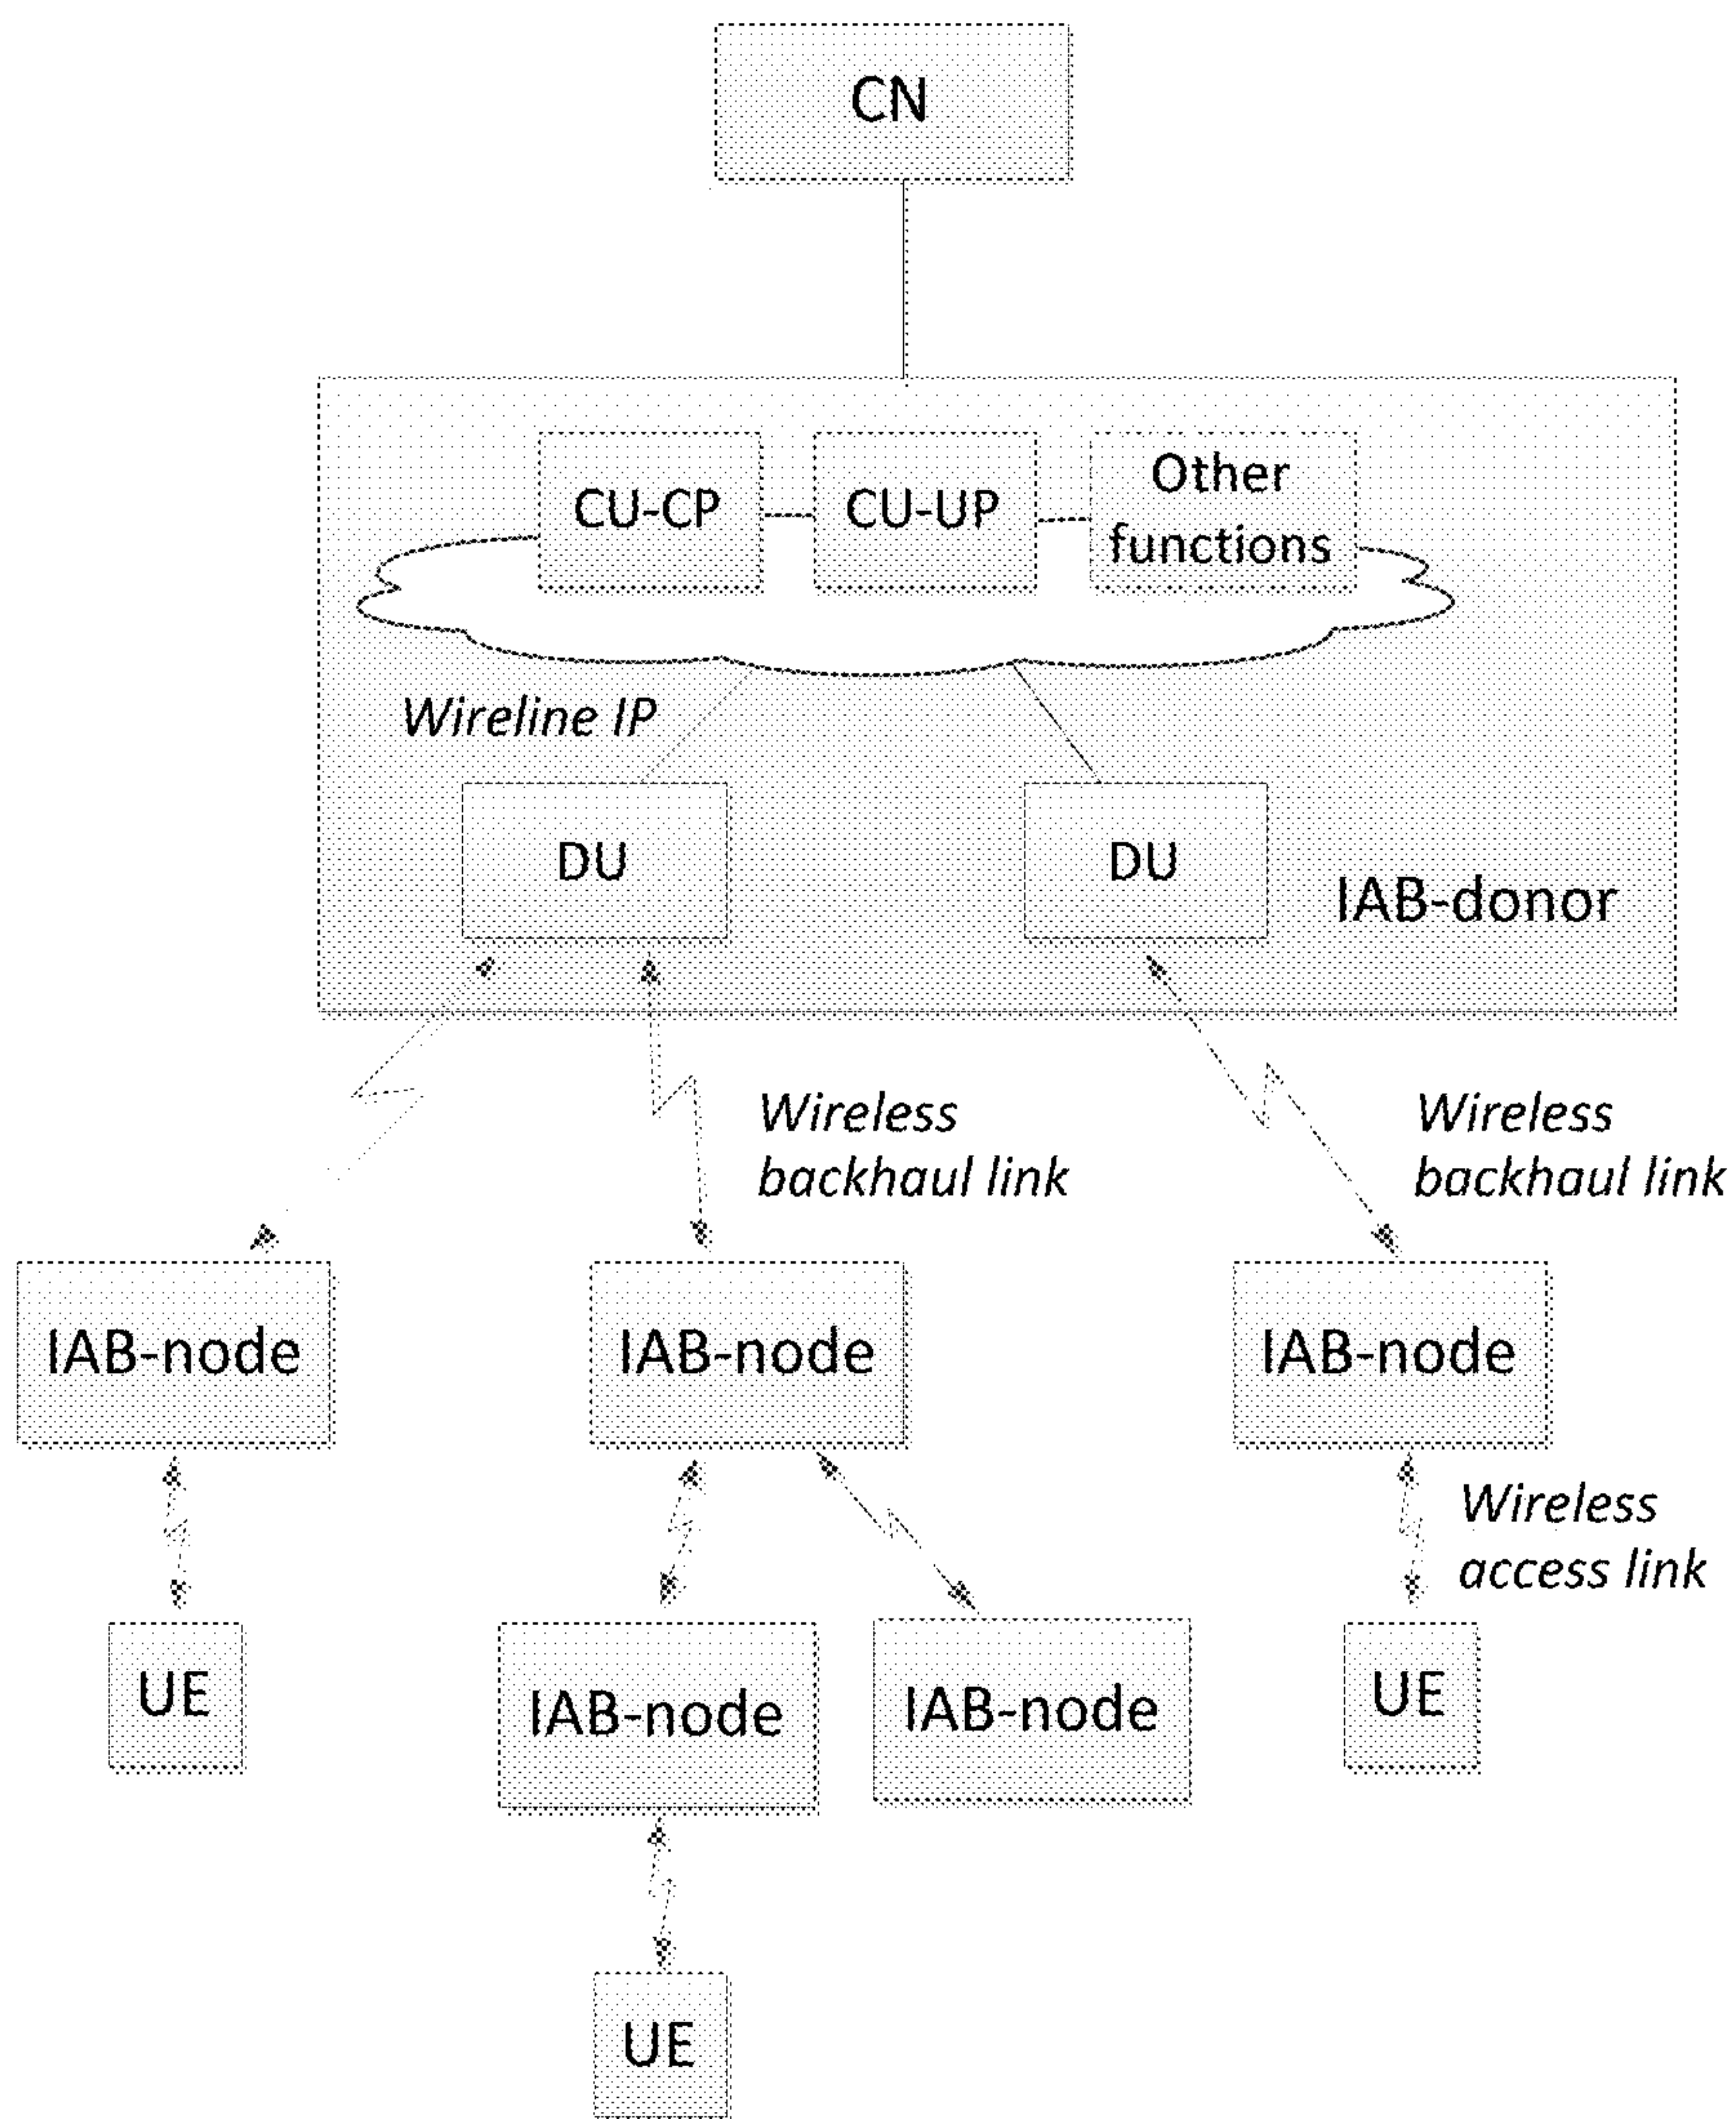 CN
CU-CP
CU-UP
Other
functions
Wireline IP
DU
DU
IAB-donor
Wireless
backhaul link
Wireless
backhaul link
IAB-node
IAB-node
IAB-node
Wireless
access link
UE
IAB-node
IAB-node
UE
UE